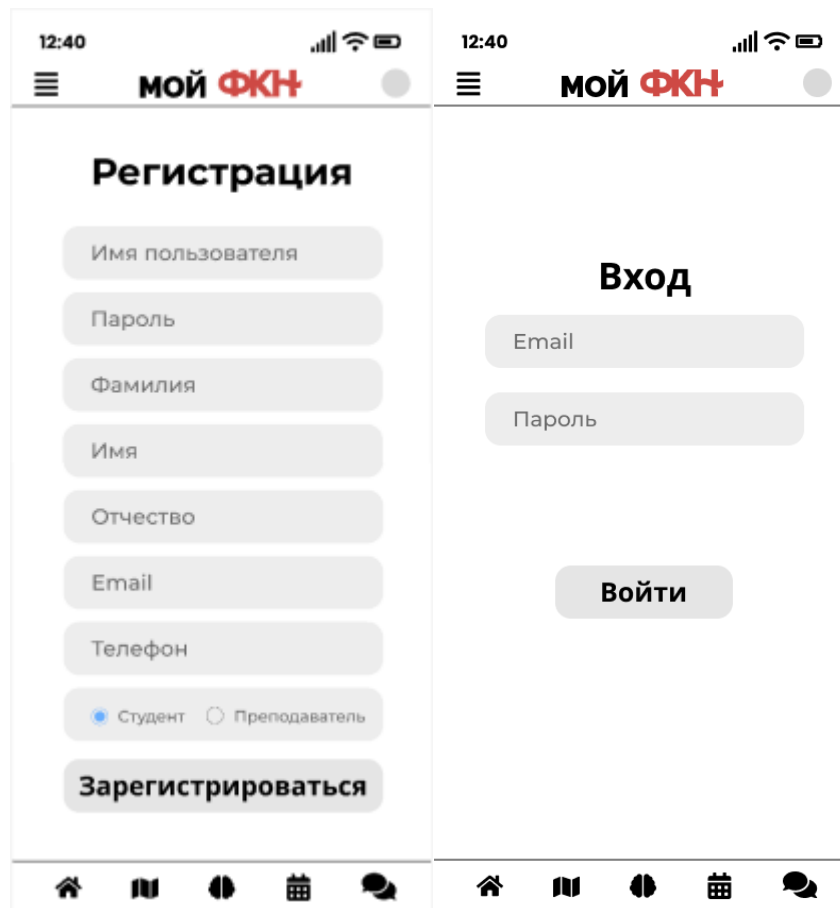 12:40
мой ФКН
Регистрация
Имя пользователя
Пароль
Фамилия
Имя
Отчество
Email
Телефон
Студент Преподаватель
Зарегистрироваться
12:40
мой ФКН
Вход
Email
Пароль
Войти